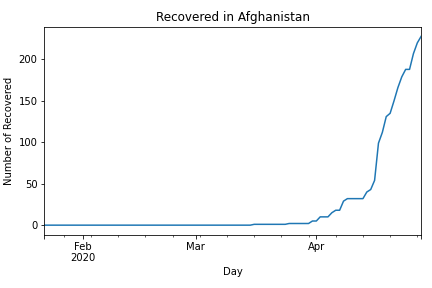 Recovered in Afghanistan
Number of Recovered
200
150
100
50
0
Feb
2020
Mar
Apr
Day